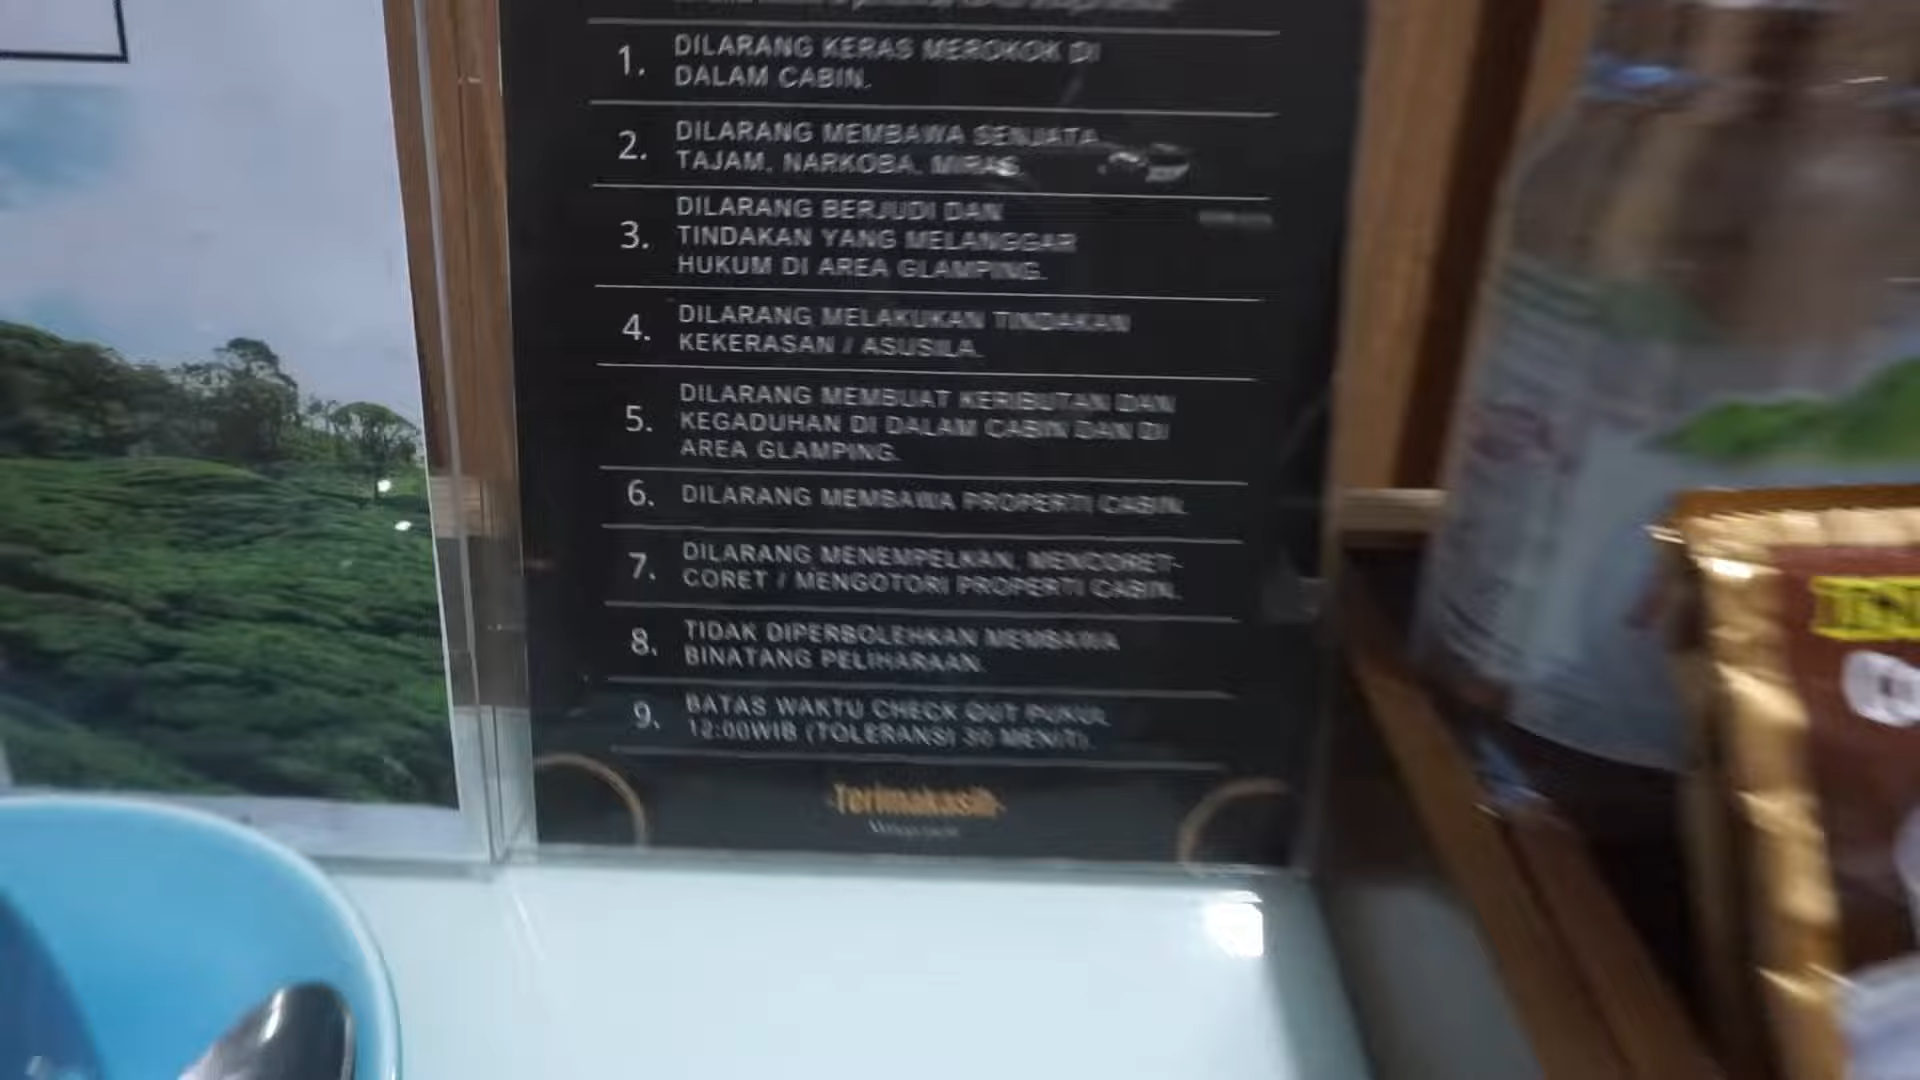 1. DILARANG KERAS MEROKOK DI
DALAM CABIN.
2. DILARANG MEMBAWA SENJATA
TAJAM, NARKOBA, MIRAS.
3. DILARANG BERJUDI DAN
TINDAKAN YANG MELANGGAR
HUKUM DI AREA GLAMPING.
4. DILARANG MELAKUKAN TINDAKAN
KEKERASAN / ASUSILA.
5. DILARANG MEMBUAT KERIBUTAN DAN
KEGADUHAN DI DALAM CABIN DAN DI
AREA GLAMPING.
6. DILARANG MEMBAWA PROPERTI CABIN.
7. DILARANG MENEMPELKAN, MENCORET-
CORET / MENGOTORI PROPERTI CABIN.
8. TIDAK DIPERBOLEHKAN MEMBAWA
BINATANG PELIHARAAN.
9. BATAS WAKTU CHECK OUT PUKUL
12:00WIB (TOLERANSI 30 MENIT).
Terimakasih